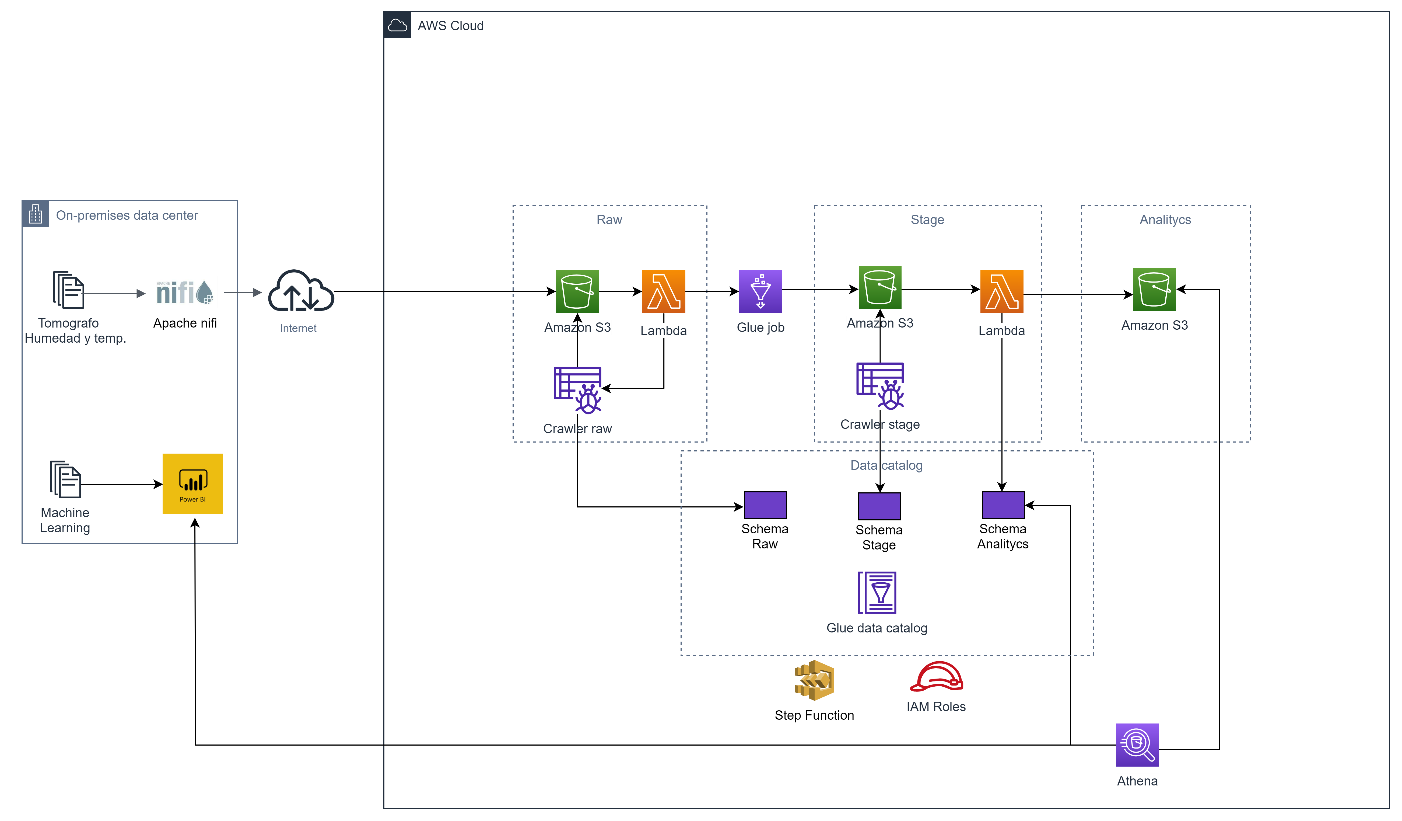 AWS Cloud
On-premises data center
Tomografo
Humedad y temp.
nifi
Apache nifi
Internet
Machine
Learning
Power BI
Raw
Amazon S3
Lambda
Crawler raw
Glue job
Stage
Amazon S3
Lambda
Crawler stage
Analitycs
Amazon S3
Data catalog
Schema
Raw
Schema
Stage
Schema
Analitycs
Glue data catalog
Step Function
IAM Roles
Athena